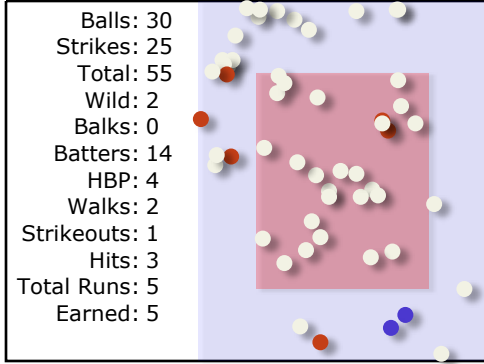 Balls: 30
Strikes: 25
Total: 55
Wild: 2
Balks: 0
Batters: 14
HBP: 4
Walks: 2
Strikeouts: 1
Hits: 3
Total Runs: 5
Earned: 5